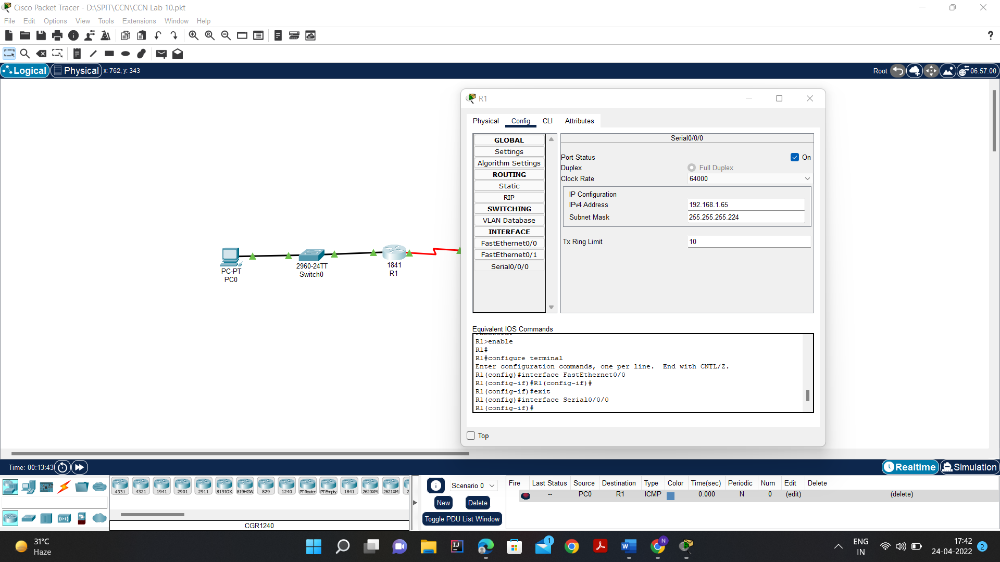 Cisco Packet Tracer - D:\SPIT\CCN\CCN Lab 10.pkt
File Edit Options View Tools Extensions Window Help
?
Logical Physical x: 762, y: 343
Root 06:57:00
R1
Physical Config CLI Attributes
GLOBAL
Settings
Algorithm Settings
ROUTING
Static
RIP
SWITCHING
VLAN Database
INTERFACE
FastEthernet0/0
FastEthernet0/1
Serial0/0/0
Serial0/0/0
Port Status On
Duplex Full Duplex
Clock Rate 64000
IP Configuration
IPv4 Address 192.168.1.65
Subnet Mask 255.255.255.224
Tx Ring Limit 10
PC-PT
PC0
2960-24TT
Switch0
1841
R1
Equivalent IOS Commands
R1>enable
R1#
R1#configure terminal
Enter configuration commands, one per line. End with CNTL/Z.
R1(config)#interface FastEthernet0/0
R1(config-if)#R1(config-if)#
R1(config-if)#exit
R1(config)#interface Serial0/0/0
R1(config-if)#
Top
Time: 00:13:43
Realtime Simulation
4331 4321 1941 2901 2911 819IOX 819HGW 829 1240 PT-Router PT-Empty 1841 2620XM 2621XM 2
CGR1240
Scenario 0
New Delete
Toggle PDU List Window
Fire Last Status Source Destination Type Color Time(sec) Periodic Num Edit Delete
-- PC0 R1 ICMP 0.000 N 0 (edit) (delete)
31°C
Haze
IJ
1
W
N
ENG
IN
17:42
24-04-2022
2